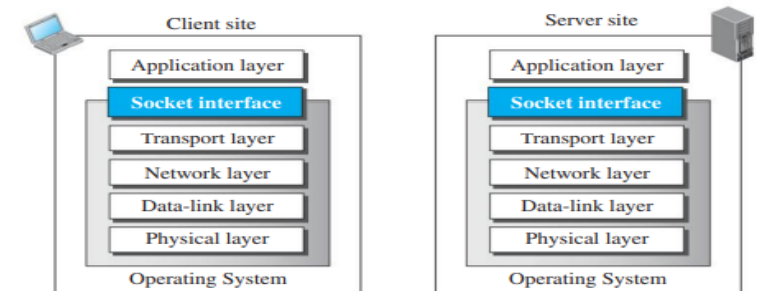 Client site
Application layer
Socket interface
Transport layer
Network layer
Data-link layer
Physical layer
Operating System
Server site
Application layer
Socket interface
Transport layer
Network layer
Data-link layer
Physical layer
Operating System